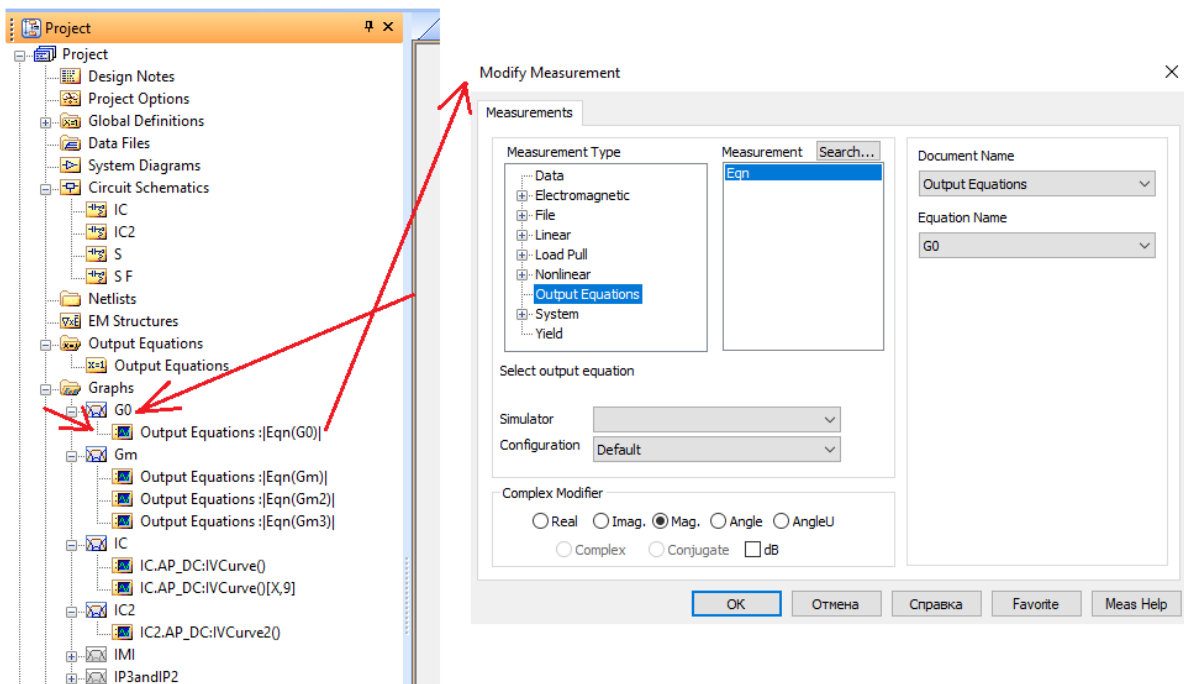 Project
Project
Design Notes
Project Options
Global Definitions
Data Files
System Diagrams
Circuit Schematics
IC
IC2
S
S F
Netlists
EM Structures
Output Equations
Output Equations
Graphs
G0
Output Equations :|Eqn(G0)|
Gm
Output Equations :|Eqn(Gm)|
Output Equations :|Eqn(Gm2)|
Output Equations :|Eqn(Gm3)|
IC
IC.AP_DC:IVCurve()
IC.AP_DC:IVCurve()[X,9]
IC2
IC2.AP_DC:IVCurve2()
IMI
IP3andIP2
Modify Measurement
Measurements
Measurement Type
Data
Electromagnetic
File
Linear
Load Pull
Nonlinear
Output Equations
System
Yield
Measurement Search...
Eqn
Document Name
Output Equations
Equation Name
G0
Select output equation
Simulator
Configuration Default
Complex Modifier
Real Imag. Mag. Angle AngleU
Complex Conjugate dB
OK Отмена Справка Favorite Meas Help